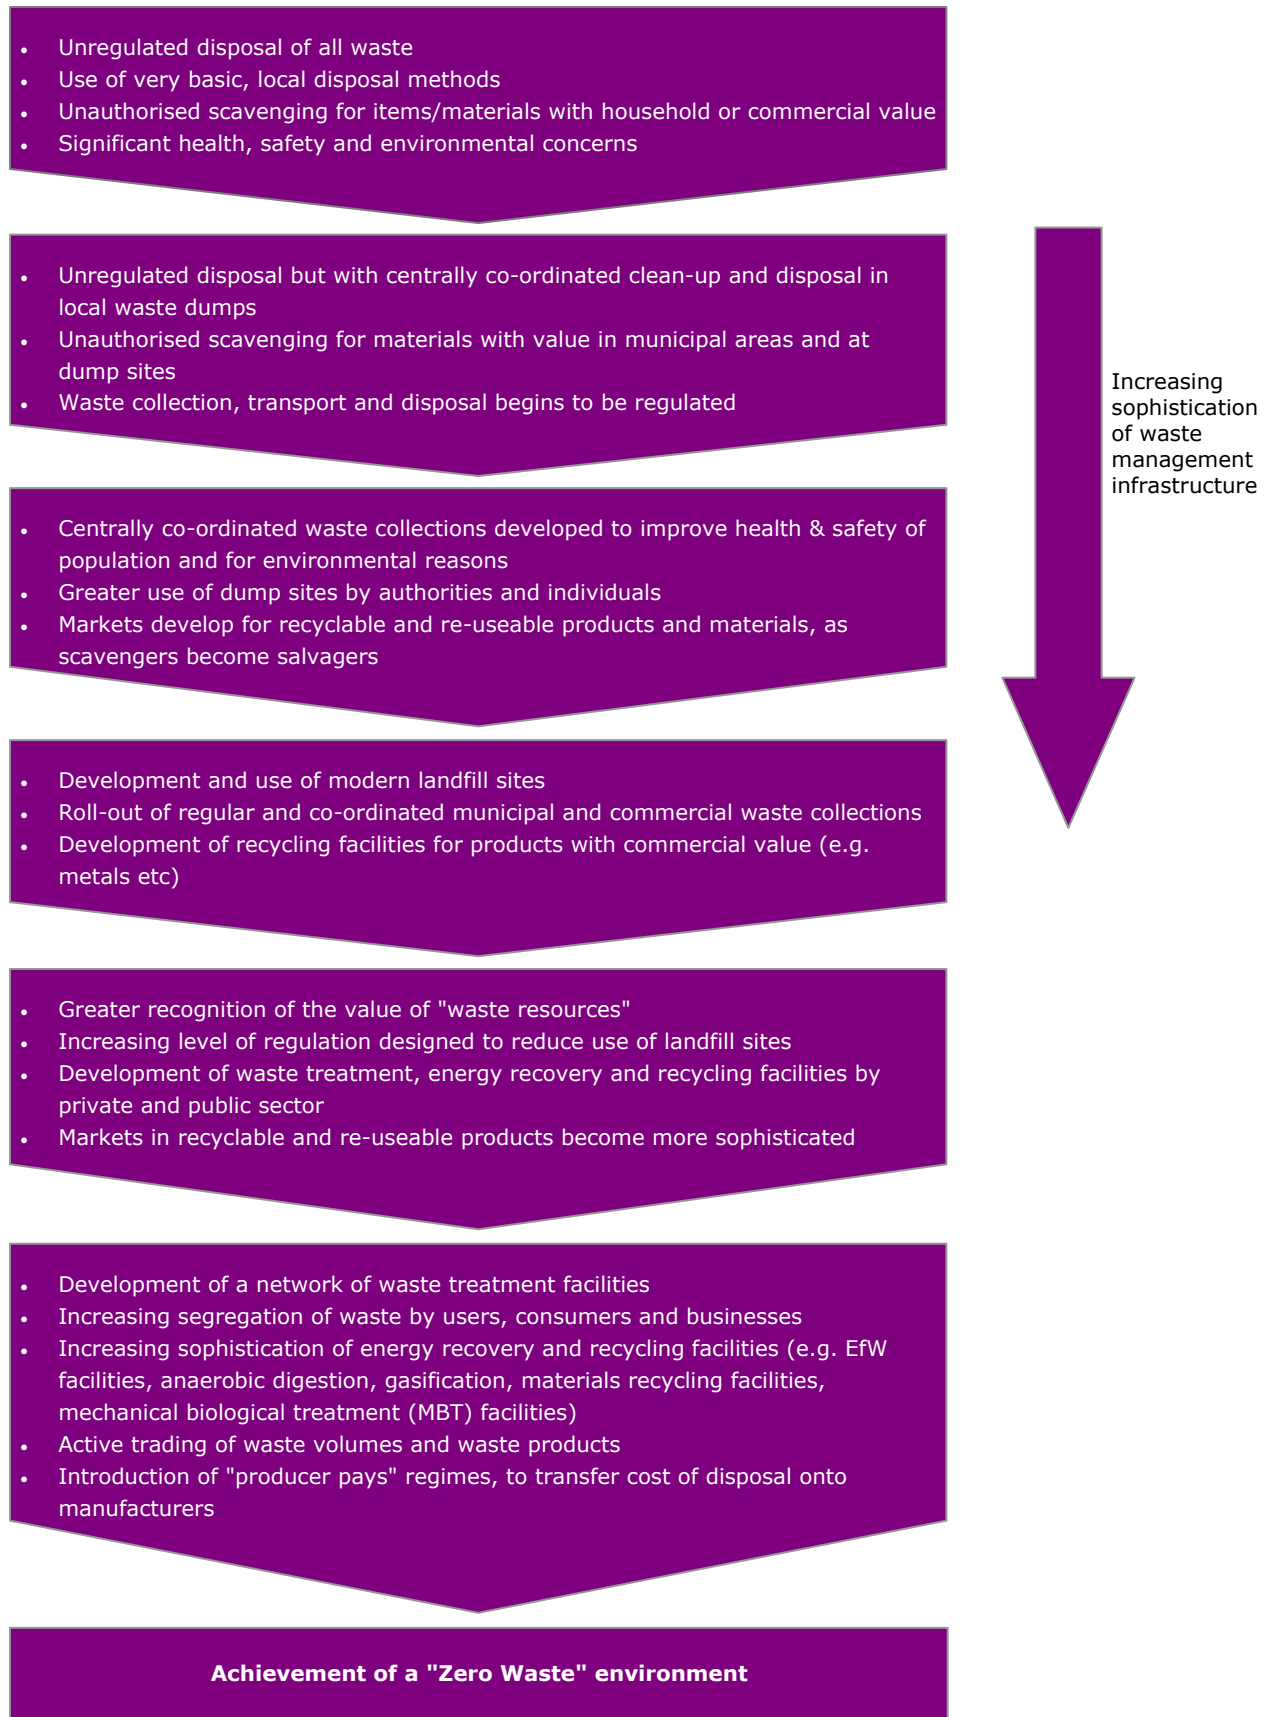 • Unregulated disposal of all waste
• Use of very basic, local disposal methods
• Unauthorised scavenging for items/materials with household or commercial value
• Significant health, safety and environmental concerns
• Unregulated disposal but with centrally co-ordinated clean-up and disposal in
local waste dumps
• Unauthorised scavenging for materials with value in municipal areas and at
dump sites
• Waste collection, transport and disposal begins to be regulated
Increasing
sophistication
of waste
management
infrastructure
• Centrally co-ordinated waste collections developed to improve health & safety of
population and for environmental reasons
• Greater use of dump sites by authorities and individuals
• Markets develop for recyclable and re-useable products and materials, as
scavengers become salvagers
• Development and use of modern landfill sites
• Roll-out of regular and co-ordinated municipal and commercial waste collections
• Development of recycling facilities for products with commercial value (e.g.
metals etc)
• Greater recognition of the value of "waste resources"
• Increasing level of regulation designed to reduce use of landfill sites
• Development of waste treatment, energy recovery and recycling facilities by
private and public sector
• Markets in recyclable and re-useable products become more sophisticated
• Development of a network of waste treatment facilities
• Increasing segregation of waste by users, consumers and businesses
• Increasing sophistication of energy recovery and recycling facilities (e.g. EfW
facilities, anaerobic digestion, gasification, materials recycling facilities,
mechanical biological treatment (MBT) facilities)
• Active trading of waste volumes and waste products
• Introduction of "producer pays" regimes, to transfer cost of disposal onto
manufacturers
Achievement of a "Zero Waste" environment